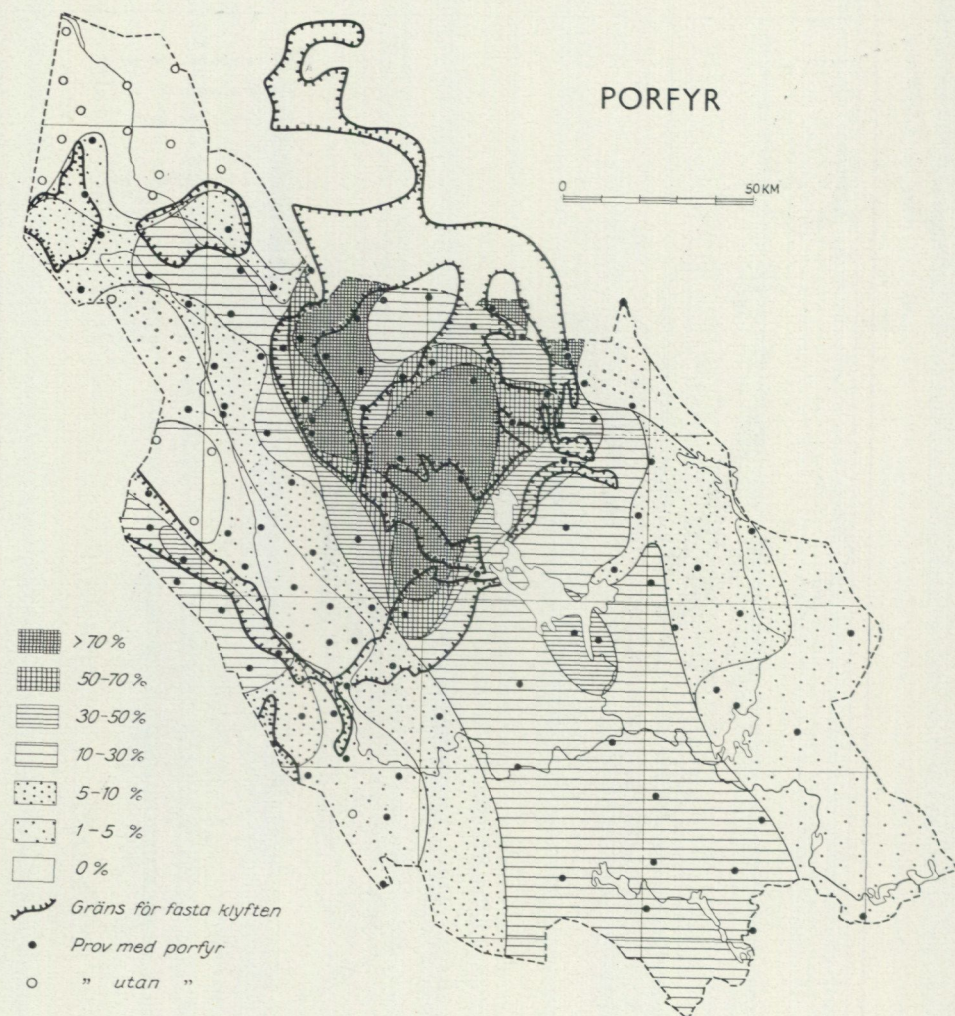 PORFYR
0 50 KM
>70 %
50-70 %
30-50 %
10-30 %
5-10 %
1-5 %
0 %
Gräns för fasta klyften
Prov med porfyr
" utan "